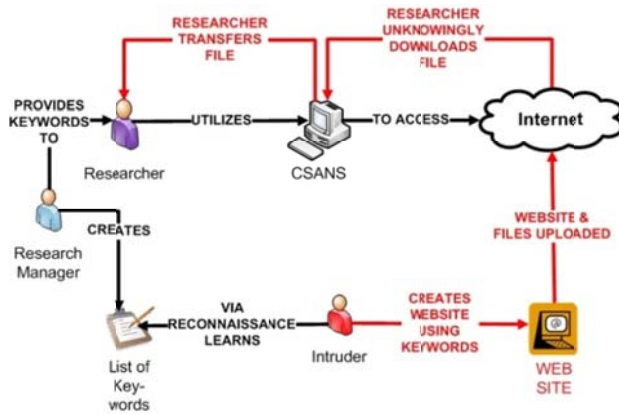 RESEARCHER
TRANSFERS
FILE
RESEARCHER
UNKNOWINGLY
DOWNLOADS
FILE
PROVIDES
KEYWORDS
TO
UTILIZES
TO ACCESS
Internet
Researcher
CSANS
CREATES
Research
Manager
WEBSITE &
FILES UPLOADED
VIA
RECONNAISSANCE
LEARNS
CREATES
WEBSITE
USING
KEYWORDS
List of
Key-
words
Intruder
@
WEB
SITE